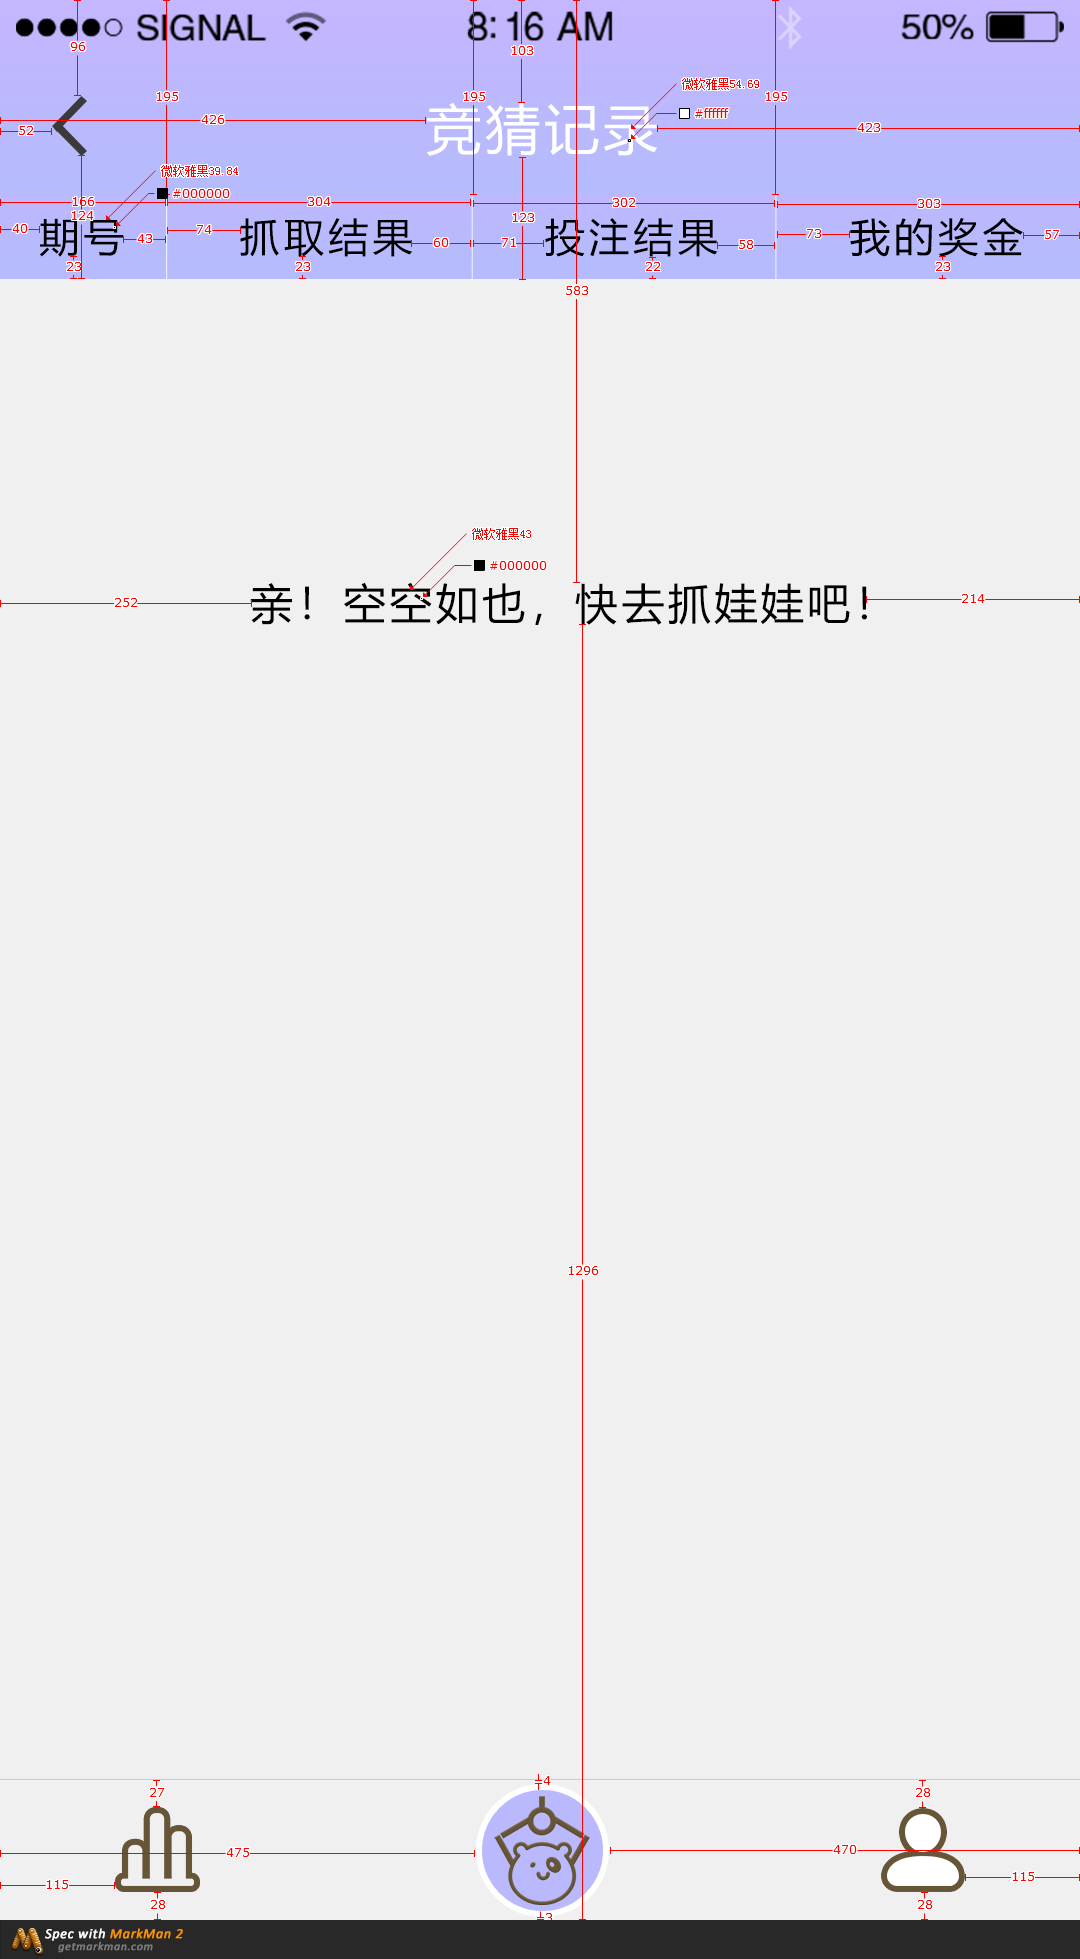 SIGNAL 8:16 AM 50%
96
103
微软雅黑54.69
195 195 195
#ffffff
426
52
竞猜记录
423
微软雅黑39.84
#000000
166 304 302 303
124 123
40 期号 43 74 抓取结果 60 71 投注结果 58 73 我的奖金 57
23 23 22 23
583
微软雅黑43
#000000
252 亲！空空如也，快去抓娃娃吧！ 214
1296
4
27 28
475 470
115 115
28 3 28
Spec with MarkMan 2
getmarkman.com